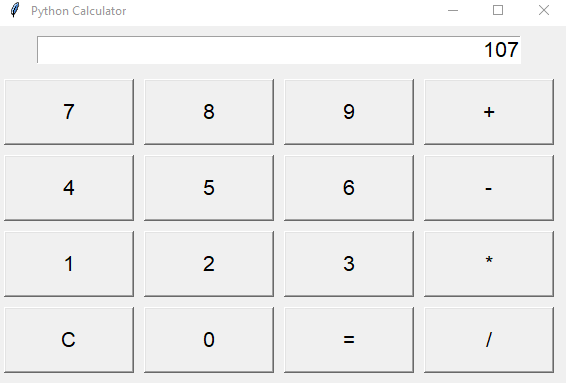 Python Calculator
107
7 8 9 +
4 5 6 -
1 2 3 *
C 0 = /